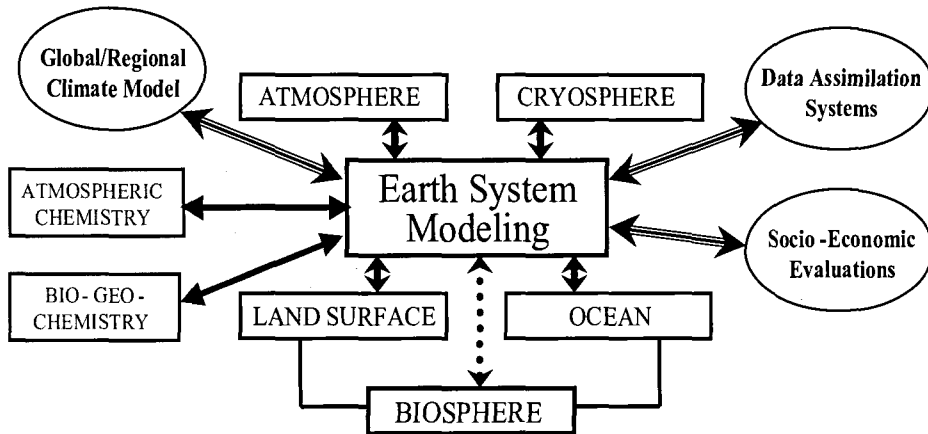 Global/Regional
Climate Model
ATMOSPHERE
CRYOSPHERE
Data Assimilation
Systems
ATMOSPHERIC
CHEMISTRY
Earth System
Modeling
BIO - GEO -
CHEMISTRY
Socio -Economic
Evaluations
LAND SURFACE
OCEAN
BIOSPHERE